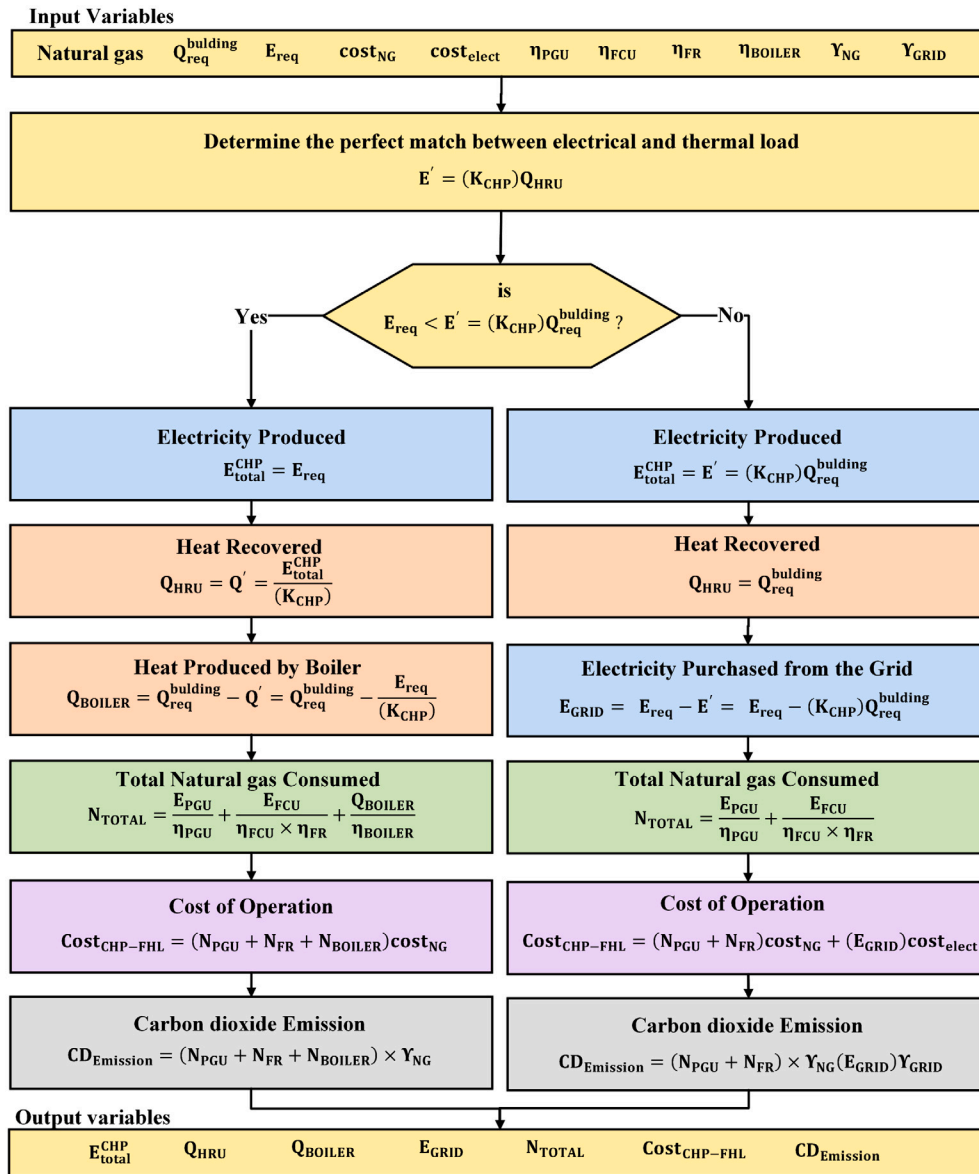 Input Variables
Natural gas Q_req^bulding E_req cost_NG cost_elect η_PGU η_FCU η_FR η_BOILER ϒ_NG ϒ_GRID
Determine the perfect match between electrical and thermal load
E′ = (K_CHP)Q_HRU
is
E_req < E′ = (K_CHP)Q_req^bulding ?
Yes
No
Electricity Produced
E_total^CHP = E_req
Heat Recovered
Q_HRU = Q′ = E_total^CHP / (K_CHP)
Heat Produced by Boiler
Q_BOILER = Q_req^bulding − Q′ = Q_req^bulding − E_req / (K_CHP)
Total Natural gas Consumed
N_TOTAL = E_PGU / η_PGU + E_FCU / (η_FCU × η_FR) + Q_BOILER / η_BOILER
Cost of Operation
Cost_CHP−FHL = (N_PGU + N_FR + N_BOILER)cost_NG
Carbon dioxide Emission
CD_Emission = (N_PGU + N_FR + N_BOILER) × ϒ_NG
Electricity Produced
E_total^CHP = E′ = (K_CHP)Q_req^bulding
Heat Recovered
Q_HRU = Q_req^bulding
Electricity Purchased from the Grid
E_GRID = E_req − E′ = E_req − (K_CHP)Q_req^bulding
Total Natural gas Consumed
N_TOTAL = E_PGU / η_PGU + E_FCU / (η_FCU × η_FR)
Cost of Operation
Cost_CHP−FHL = (N_PGU + N_FR)cost_NG + (E_GRID)cost_elect
Carbon dioxide Emission
CD_Emission = (N_PGU + N_FR) × ϒ_NG(E_GRID)ϒ_GRID
Output variables
E_total^CHP Q_HRU Q_BOILER E_GRID N_TOTAL Cost_CHP−FHL CD_Emission